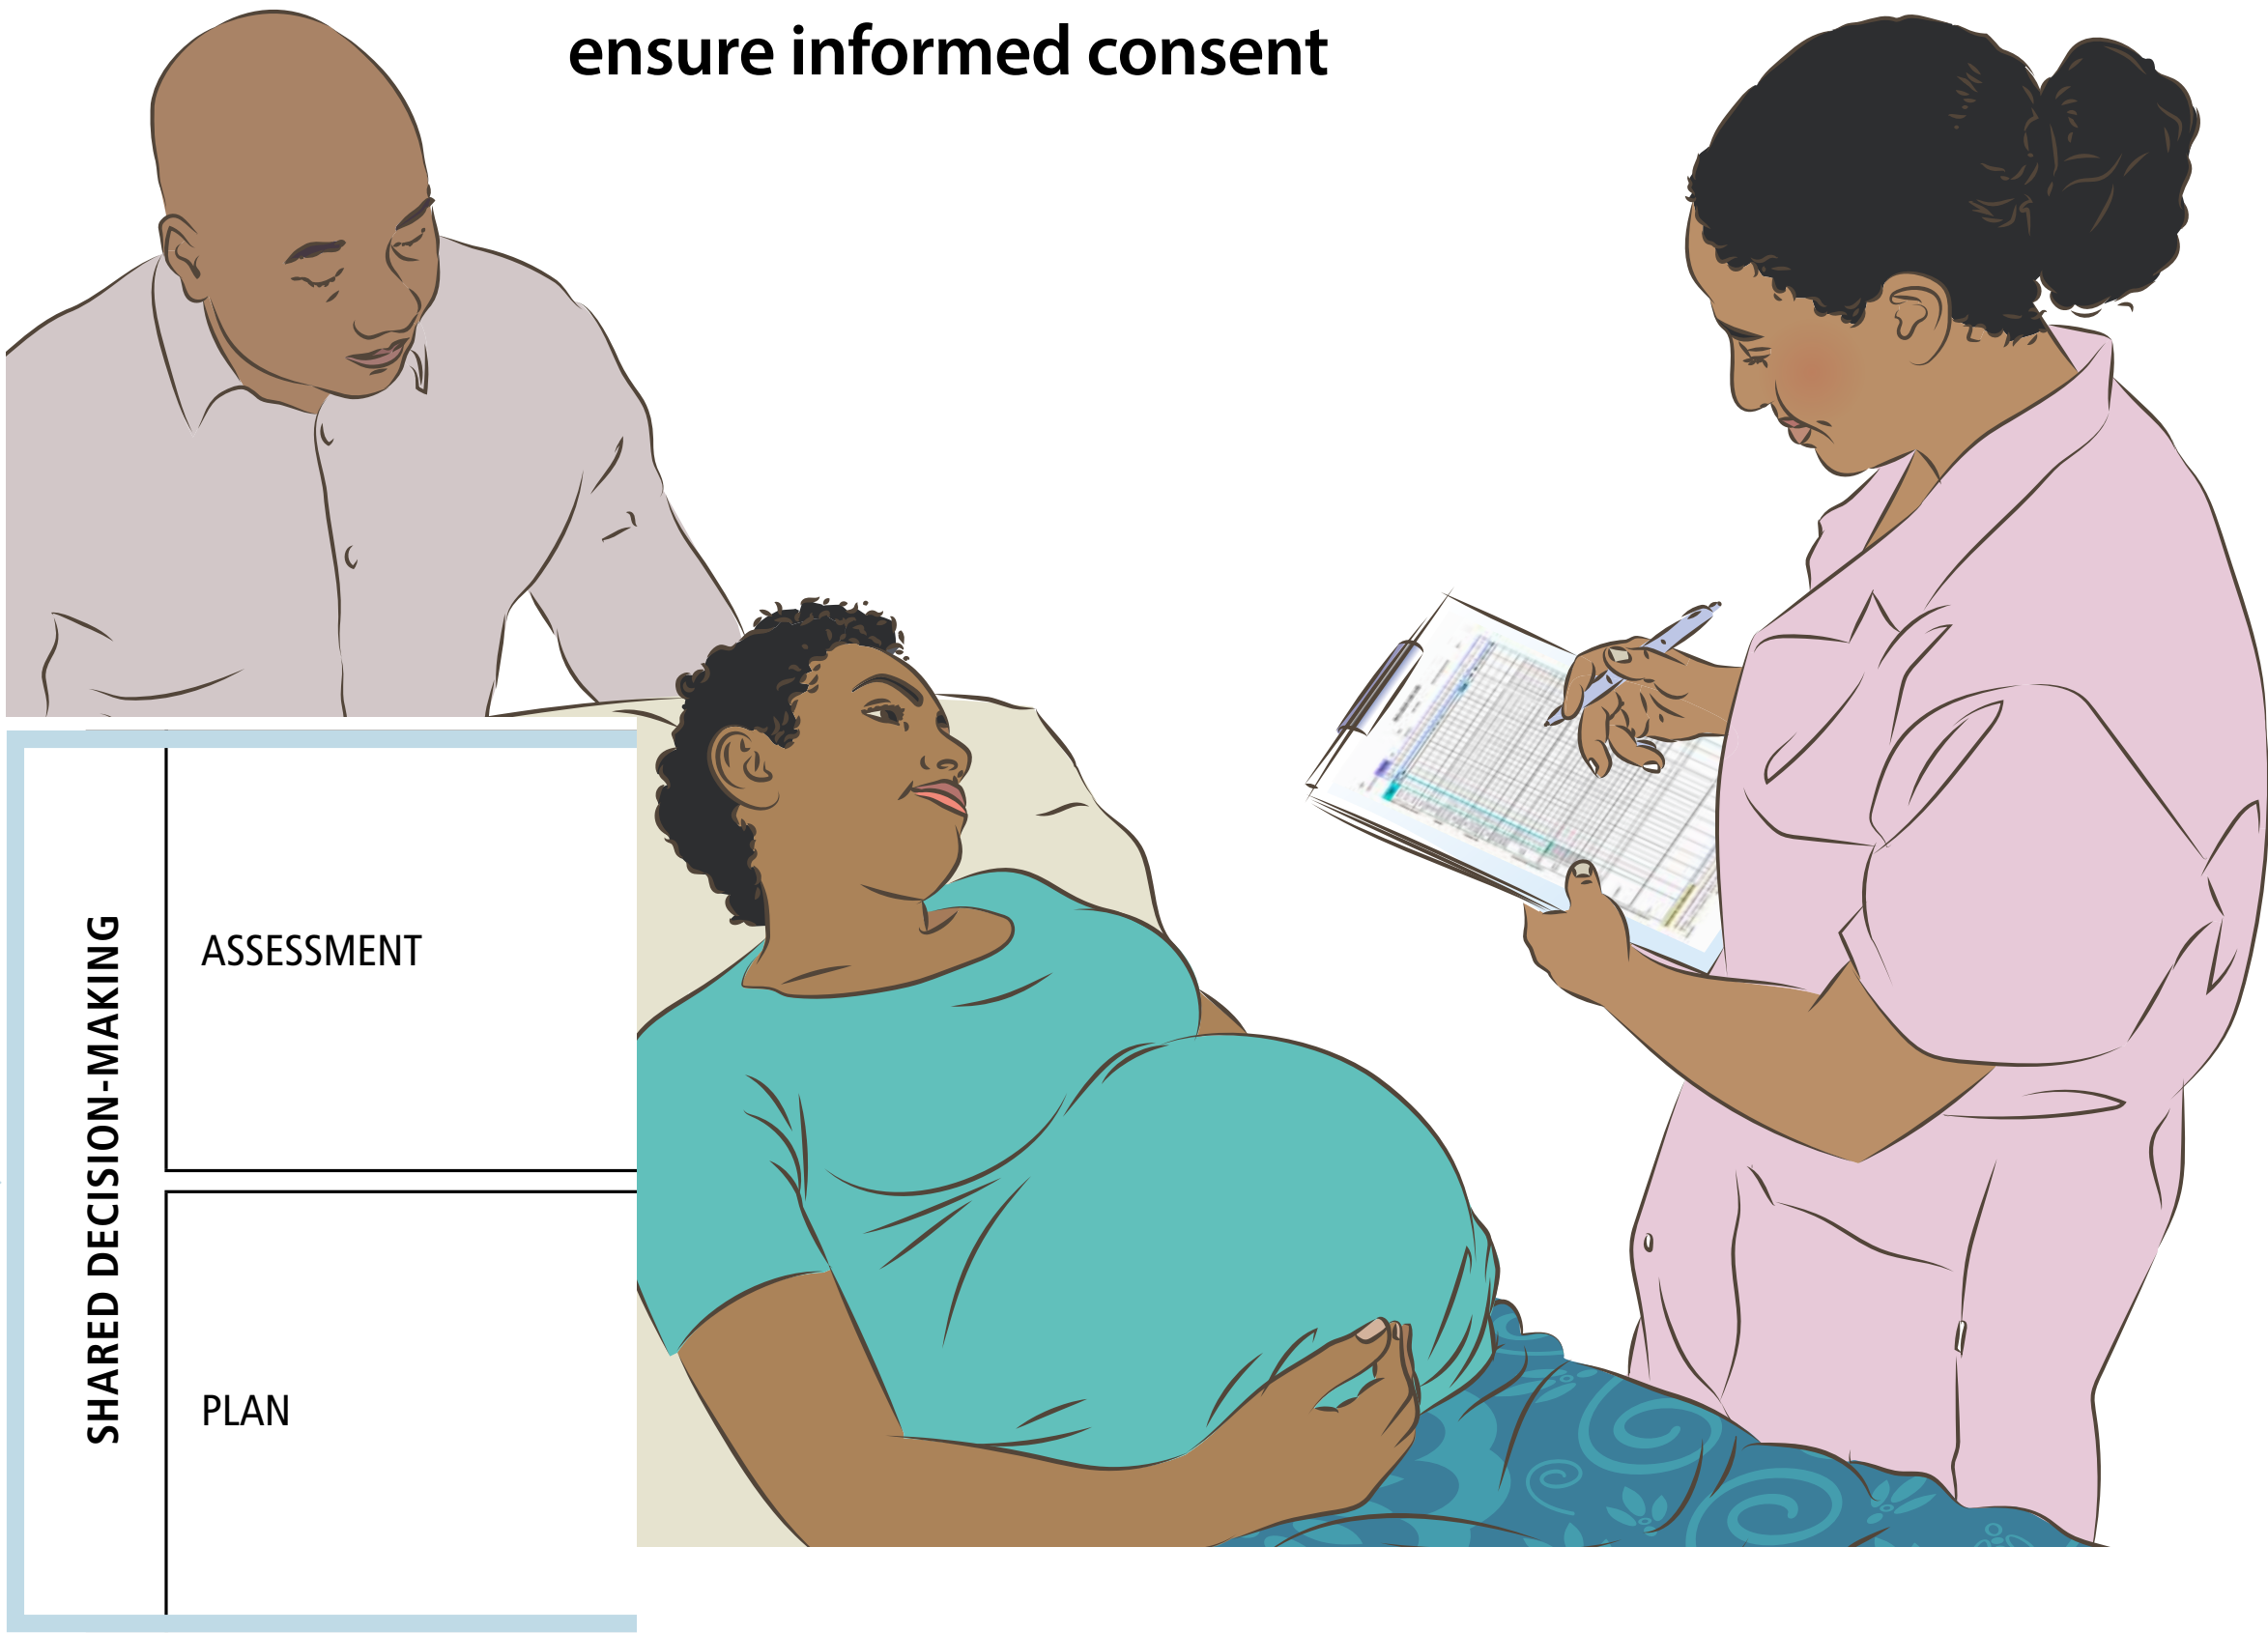 ensure informed consent
SHARED DECISION-MAKING
ASSESSMENT
PLAN